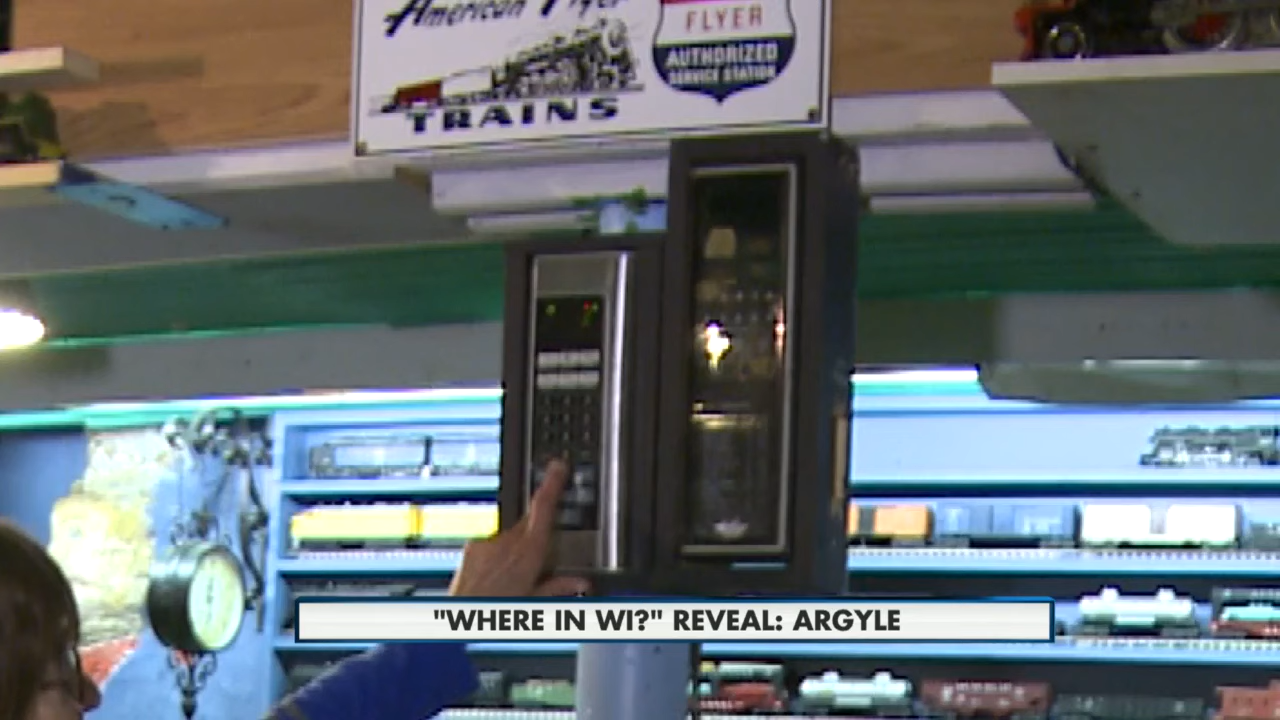 American Flyer
TRAINS
FLYER
AUTHORIZED
SERVICE STATION
"WHERE IN WI?" REVEAL: ARGYLE